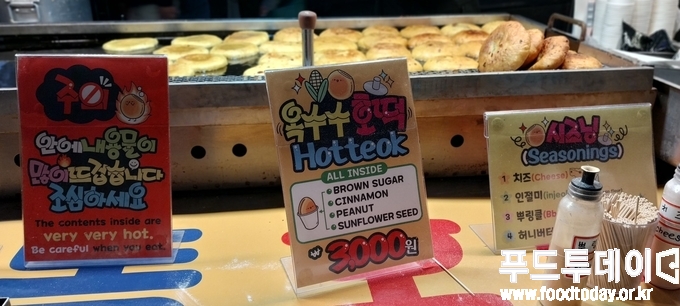 주의
안에 내용물이
많이 뜨겁습니다
조심하세요
The contents inside are
very very hot.
Be careful when you eat.
옥수수 호떡
Hotteok
ALL INSIDE
BROWN SUGAR
CINNAMON
PEANUT
SUNFLOWER SEED
₩ 3,000원
시즈닝
(Seasonings)
1 치즈(Cheese
2 인절미(injeo
3 뿌링클(Bb
4 허니버터
푸드투데이
www.foodtoday.or.kr